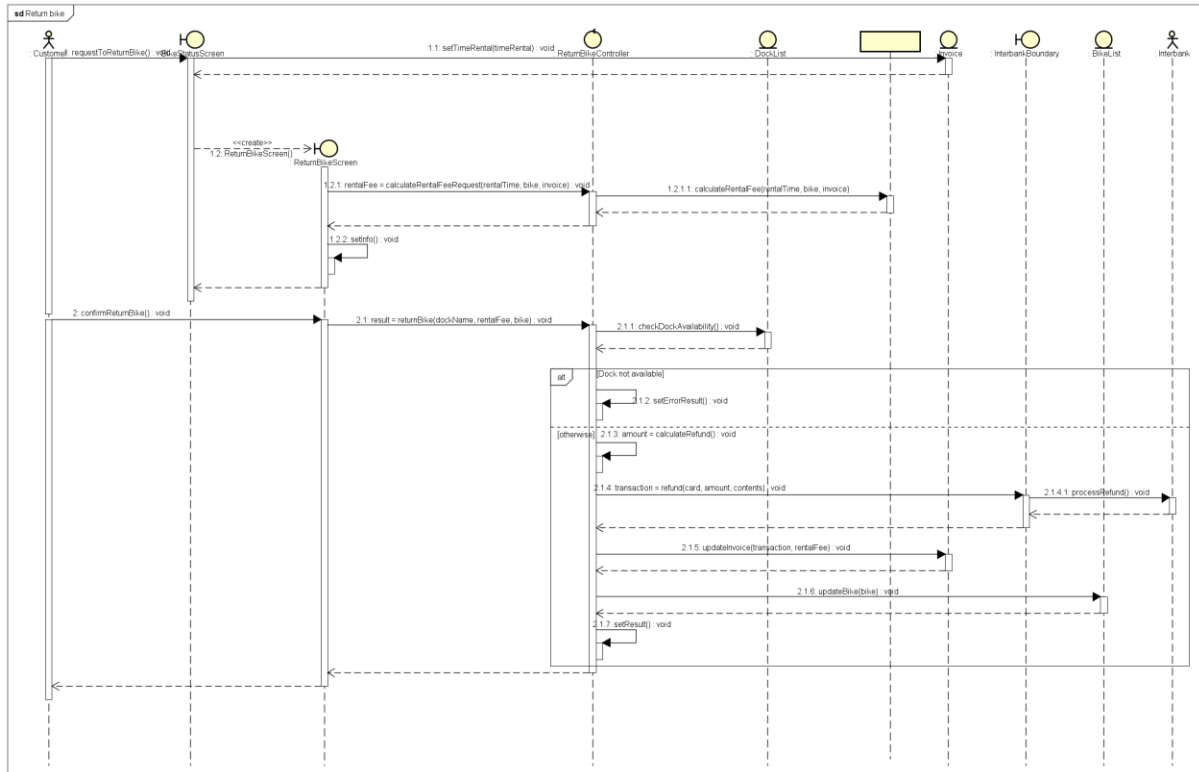 sd Return bike
: Customer
1: requestToReturnBike() : void
: BikeStatusScreen
1.1: setTimeRental(timeRental) : void
: ReturnBikeController
: DockList
: Invoice
: InterbankBoundary
: BikeList
: Interbank
<<create>>
1.2: ReturnBikeScreen()
: ReturnBikeScreen
1.2.1: rentalFee = calculateRentalFeeRequest(rentalTime, bike, invoice) : void
1.2.1.1: calculateRentalFee(rentalTime, bike, invoice)
1.2.2: setInfo() : void
2: confirmReturnBike() : void
2.1: result = returnBike(dockName, rentalFee, bike) : void
2.1.1: checkDockAvailability() : void
alt
[Dock not available]
2.1.2: setErrorResult() : void
[otherwise]
2.1.3: amount = calculateRefund() : void
2.1.4: transaction = refund(card, amount, contents) : void
2.1.4.1: processRefund() : void
2.1.5: updateInvoice(transaction, rentalFee) : void
2.1.6: updateBike(bike) : void
2.1.7: setResult() : void